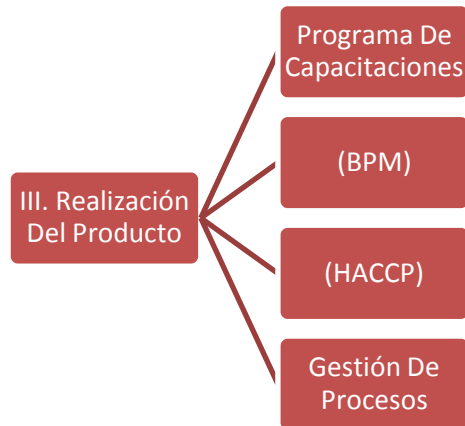 Programa De
Capacitaciones
(BPM)
III. Realización
Del Producto
(HACCP)
Gestión De
Procesos